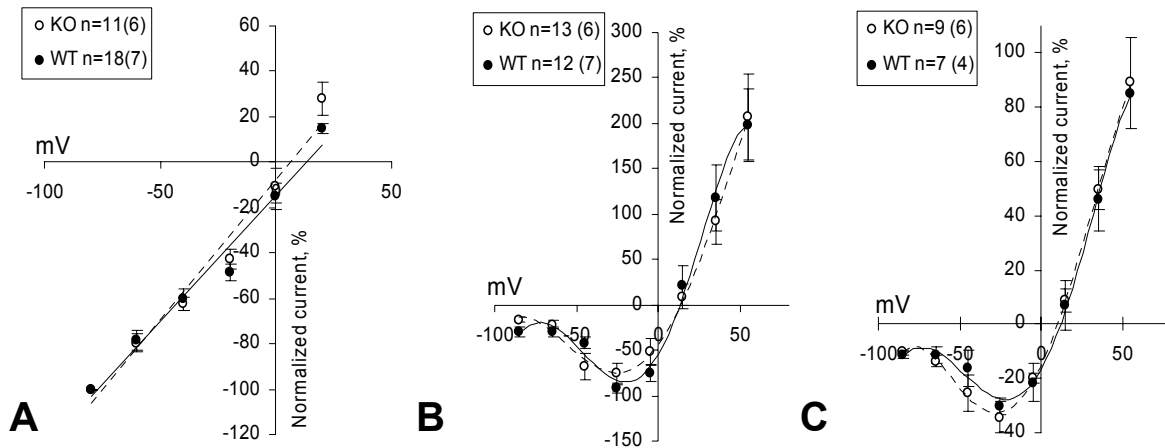 KO n=11(6)
WT n=18(7)
mV
Normalized current, %
60
40
20
0
-20
-40
-60
-80
-100
-120
-100
-50
0
50
A
KO n=13 (6)
WT n=12 (7)
mV
Normalized current, %
300
250
200
150
100
50
0
-50
-100
-150
-100
-50
0
50
B
KO n=9 (6)
WT n=7 (4)
mV
Normalized current, %
100
80
60
40
20
0
-20
-40
-100
-50
0
50
C